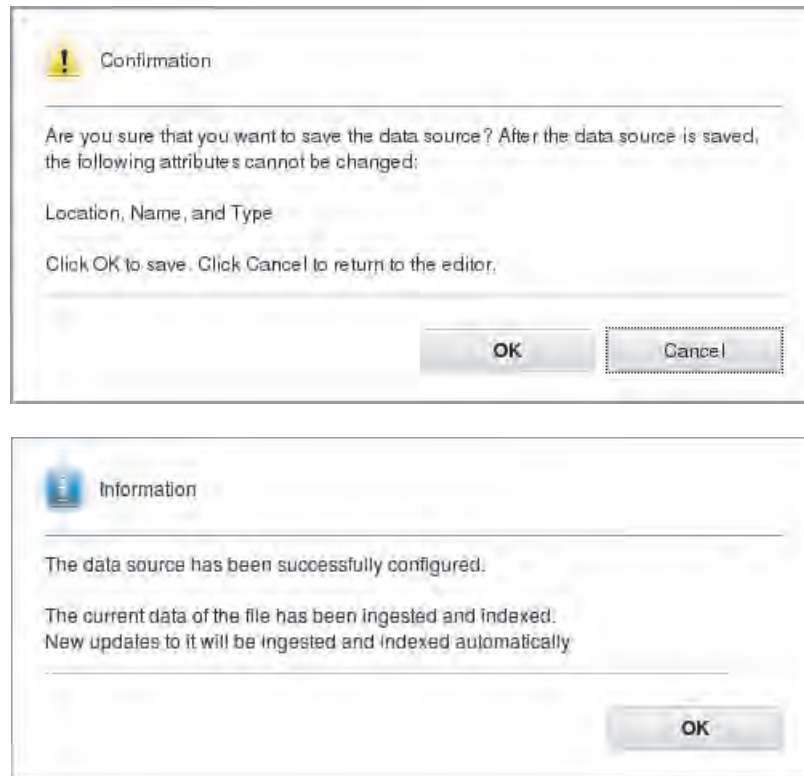 Confirmation
Are you sure that you want to save the data source? After the data source is saved,
the following attributes cannot be changed:
Location, Name, and Type
Click OK to save. Click Cancel to return to the editor.
OK
Cancel
Information
The data source has been successfully configured.
The current data of the file has been ingested and indexed.
New updates to it will be ingested and indexed automatically
OK